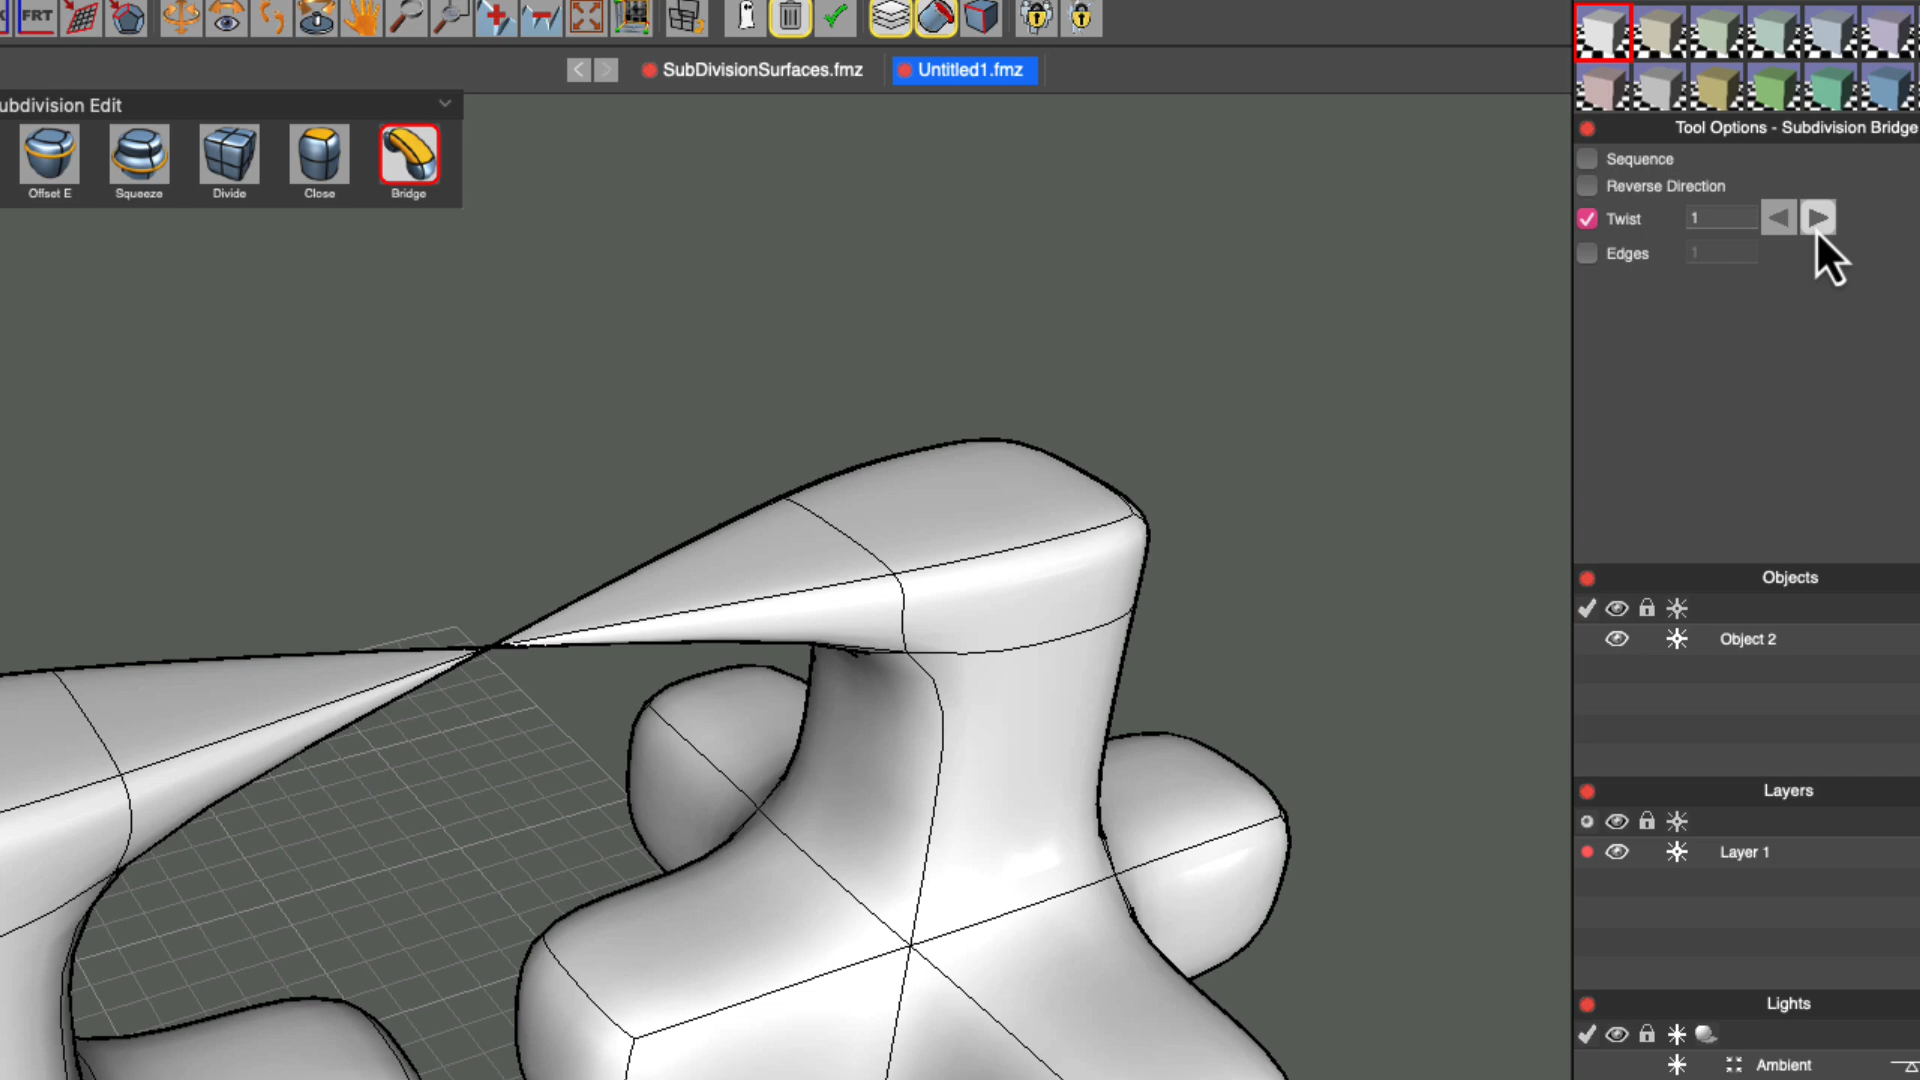 FRT
SubDivisionSurfaces.fmz
Untitled1.fmz
ubdivision Edit
Offset E
Squeeze
Divide
Close
Bridge
Tool Options - Subdivision Bridge
Sequence
Reverse Direction
Twist 1
Edges 1
Objects
Object 2
Layers
Layer 1
Lights
Ambient